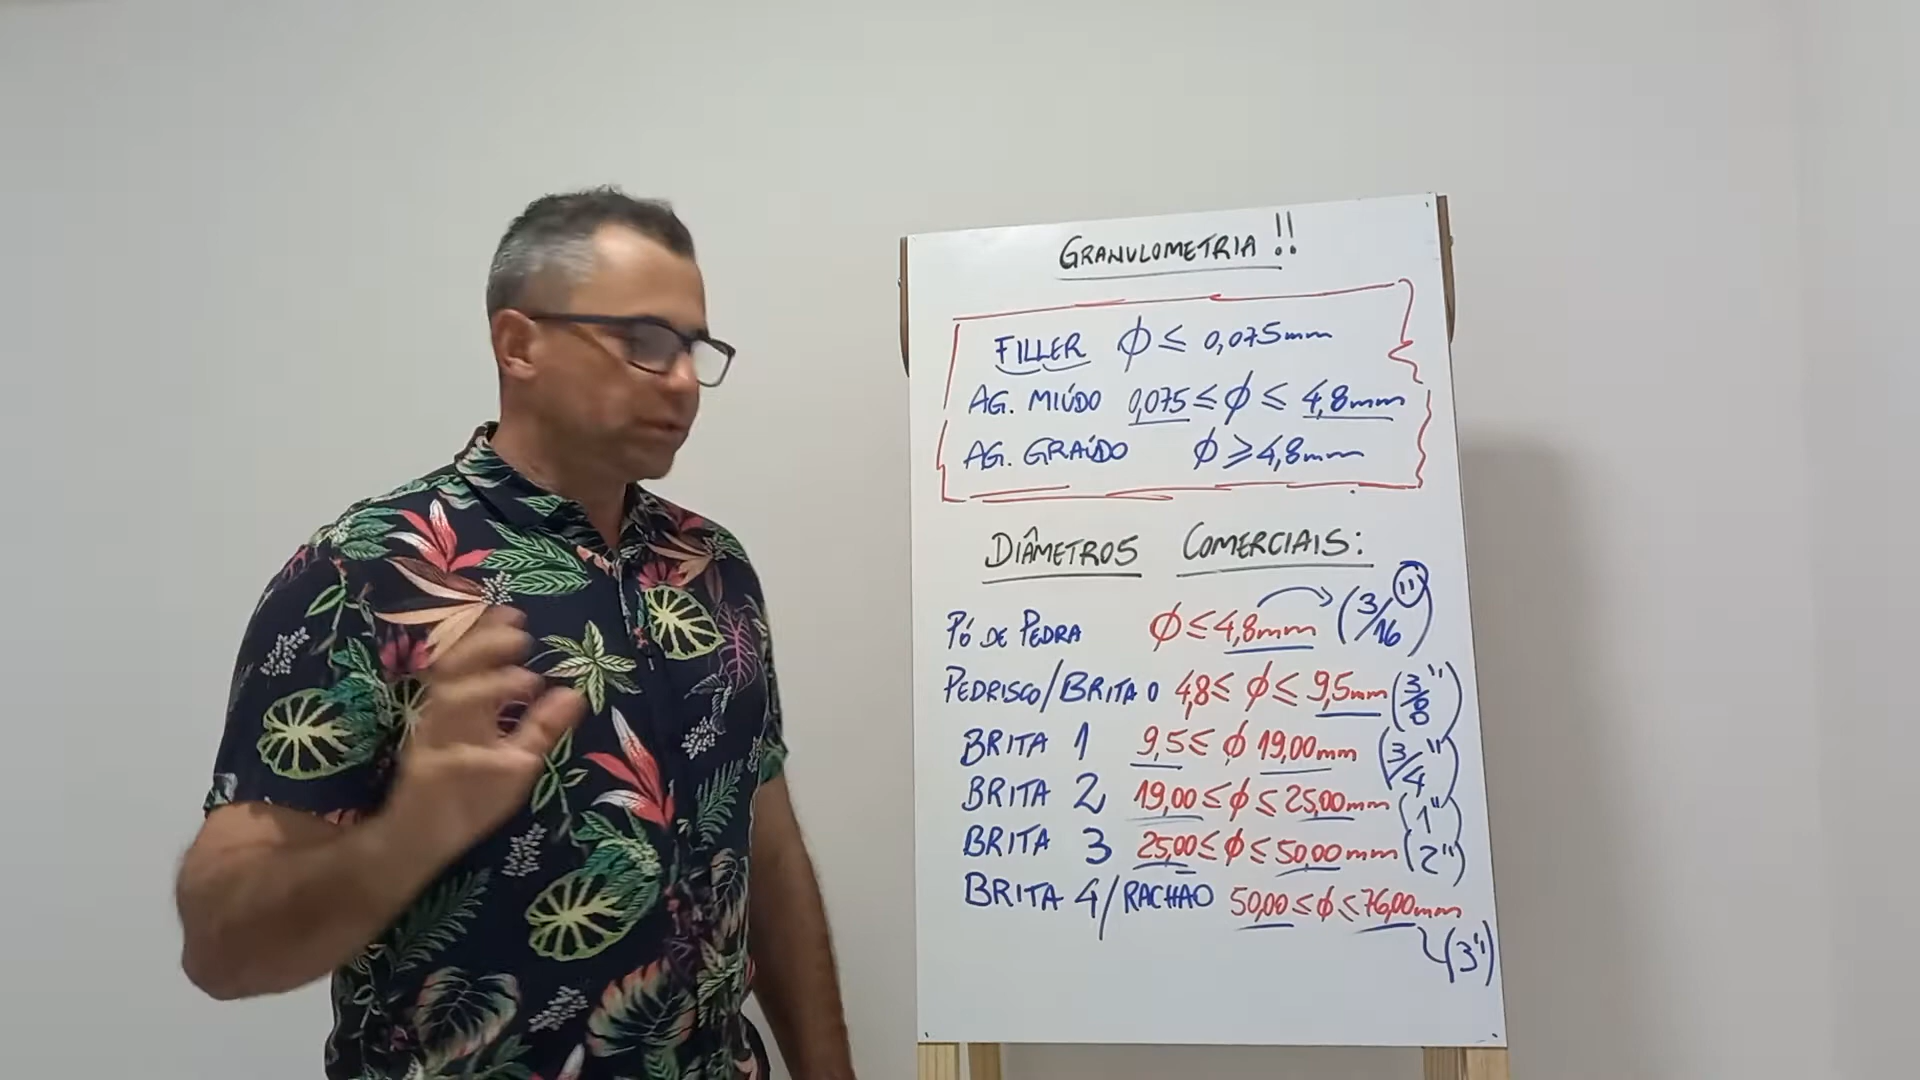 GRANULOMETRIA !!
FILLER ϕ ≤ 0,075mm
AG. MIÚDO 0,075 ≤ ϕ ≤ 4,8mm
AG. GRAÚDO ϕ ≥ 4,8mm
DIÂMETROS COMERCIAIS:
PÓ DE PEDRA ϕ ≤ 4,8mm (3/16")
PEDRISCO/BRITA 0 4,8 ≤ ϕ ≤ 9,5mm (3/8")
BRITA 1 9,5 ≤ ϕ 19,00mm (3/4")
BRITA 2 19,00 ≤ ϕ ≤ 25,00mm (1")
BRITA 3 25,00 ≤ ϕ ≤ 50,00mm (2")
BRITA 4/RACHÃO 50,00 ≤ ϕ ≤ 76,00mm
(3")